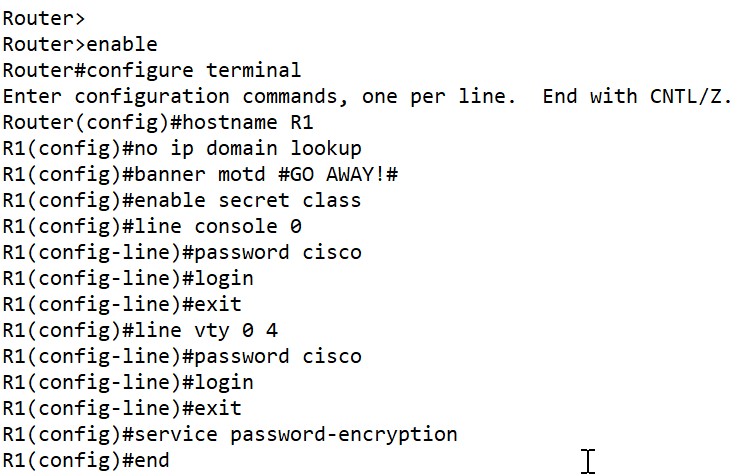 Router>
Router>enable
Router#configure terminal
Enter configuration commands, one per line.  End with CNTL/Z.
Router(config)#hostname R1
R1(config)#no ip domain lookup
R1(config)#banner motd #GO AWAY!#
R1(config)#enable secret class
R1(config)#line console 0
R1(config-line)#password cisco
R1(config-line)#login
R1(config-line)#exit
R1(config)#line vty 0 4
R1(config-line)#password cisco
R1(config-line)#login
R1(config-line)#exit
R1(config)#service password-encryption
R1(config)#end